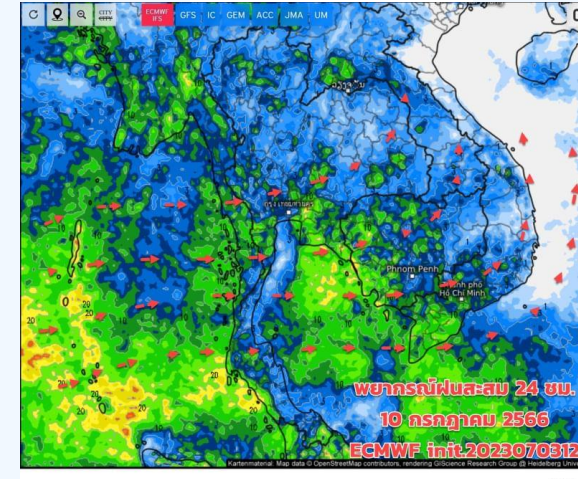 CITY
CITY
ECMWF
IFS
GFS
IC
GEM
ACC
JMA
UM
กรุงเทพมหานคร
Phnom Penh
Hồ Chí Minh
พยากรณ์ฝนสะสม 24 ชม.
10 กรกฎาคม 2566
ECMWF init.2023070312
Kartenmaterial: Map data © OpenStreetMap contributors, rendering GIScience Research Group @ Heidelberg